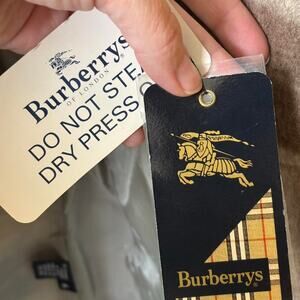 Burberrys
OF LONDON
DO NOT STE
DRY PRESS O
Burberrys